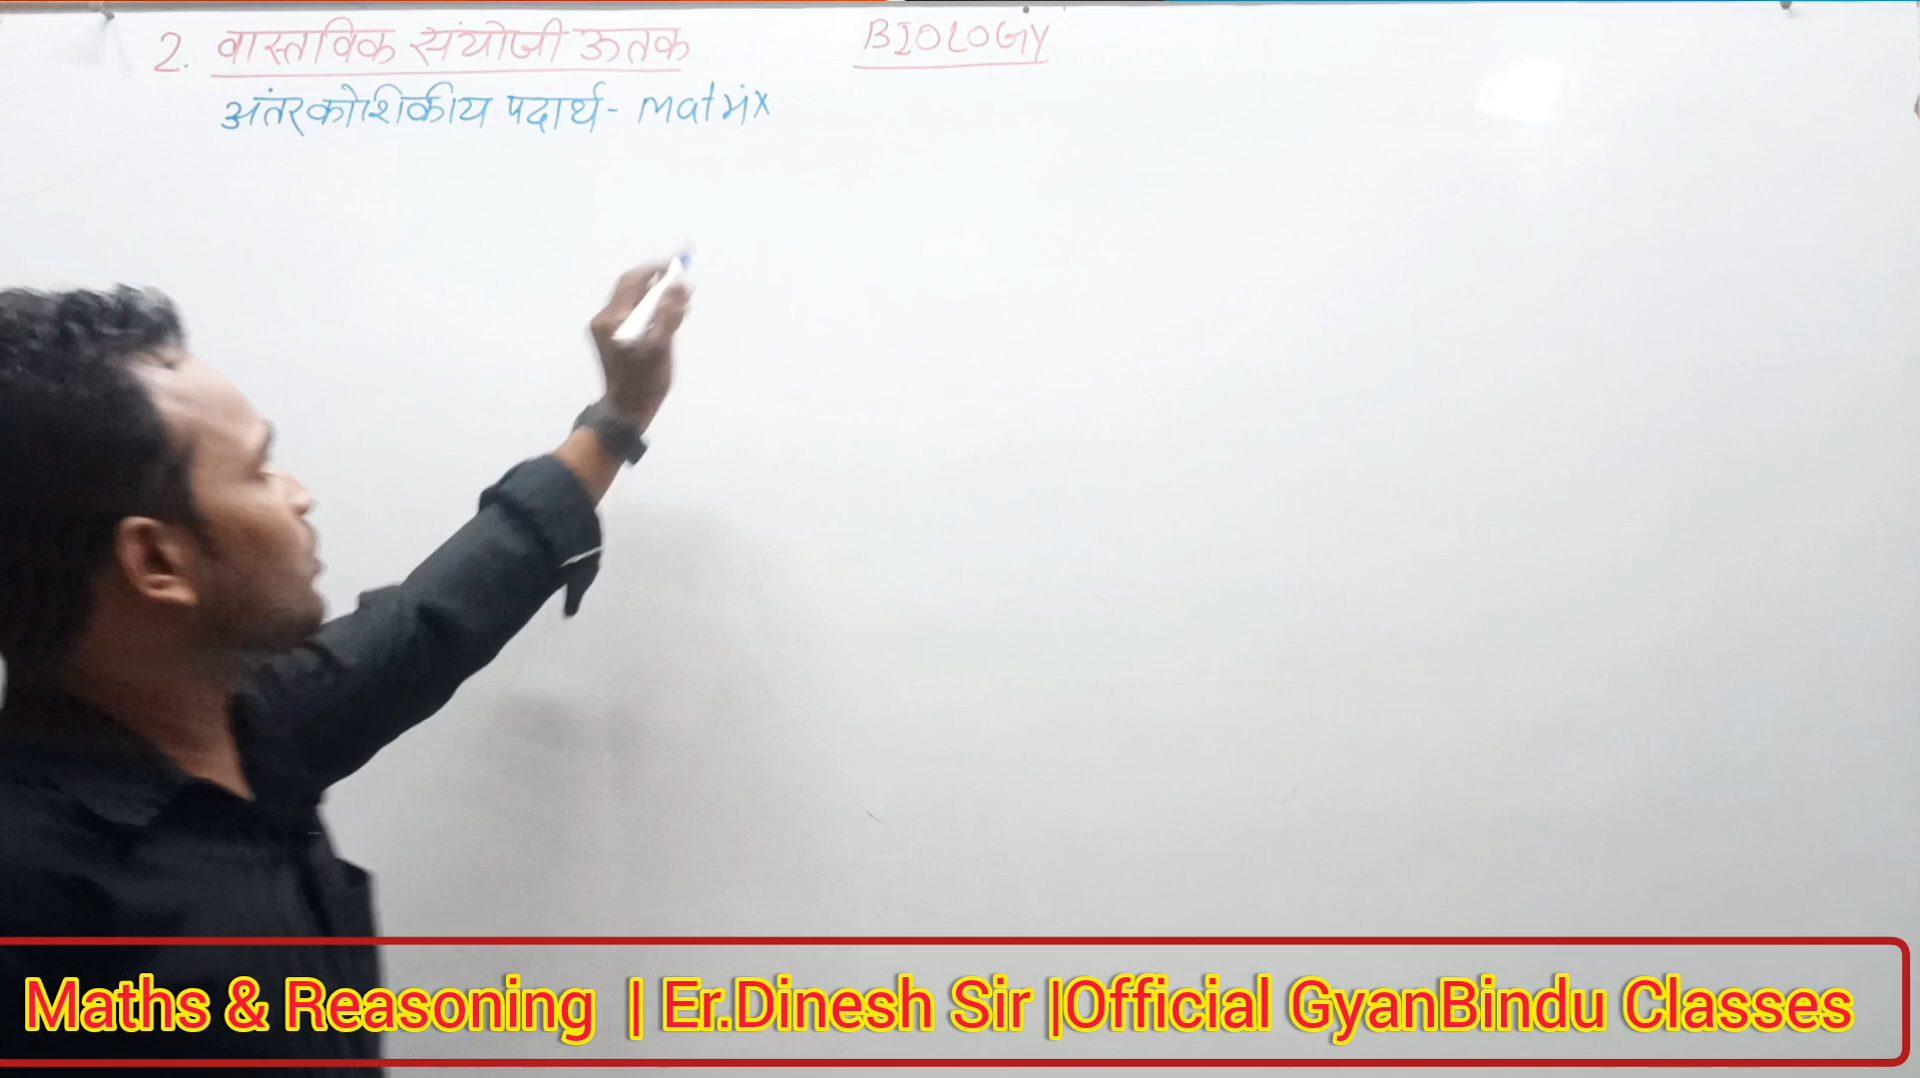 2. वास्तविक संयोजी ऊतक
BIOLOGY
अंतरकोशिकीय पदार्थ - matrix
Maths & Reasoning | Er.Dinesh Sir |Official GyanBindu Classes